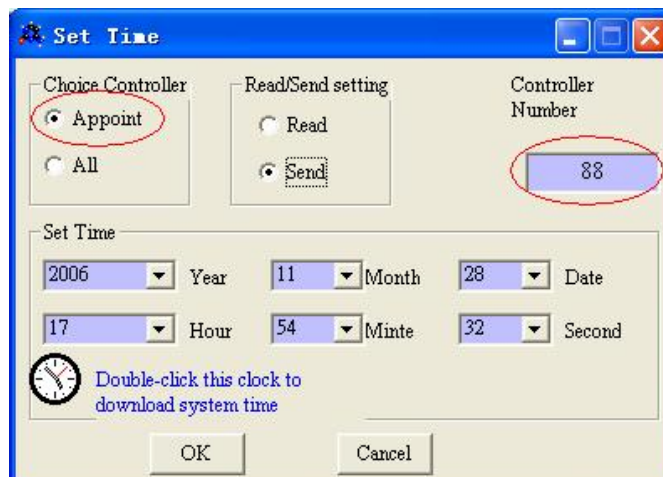 Set Time
Choice Controller
Read/Send setting
Controller
Number
Appoint
Read
All
Send
88
Set Time
2006 Year 11 Month 28 Date
17 Hour 54 Minte 32 Second
Double-click this clock to
download system time
OK Cancel